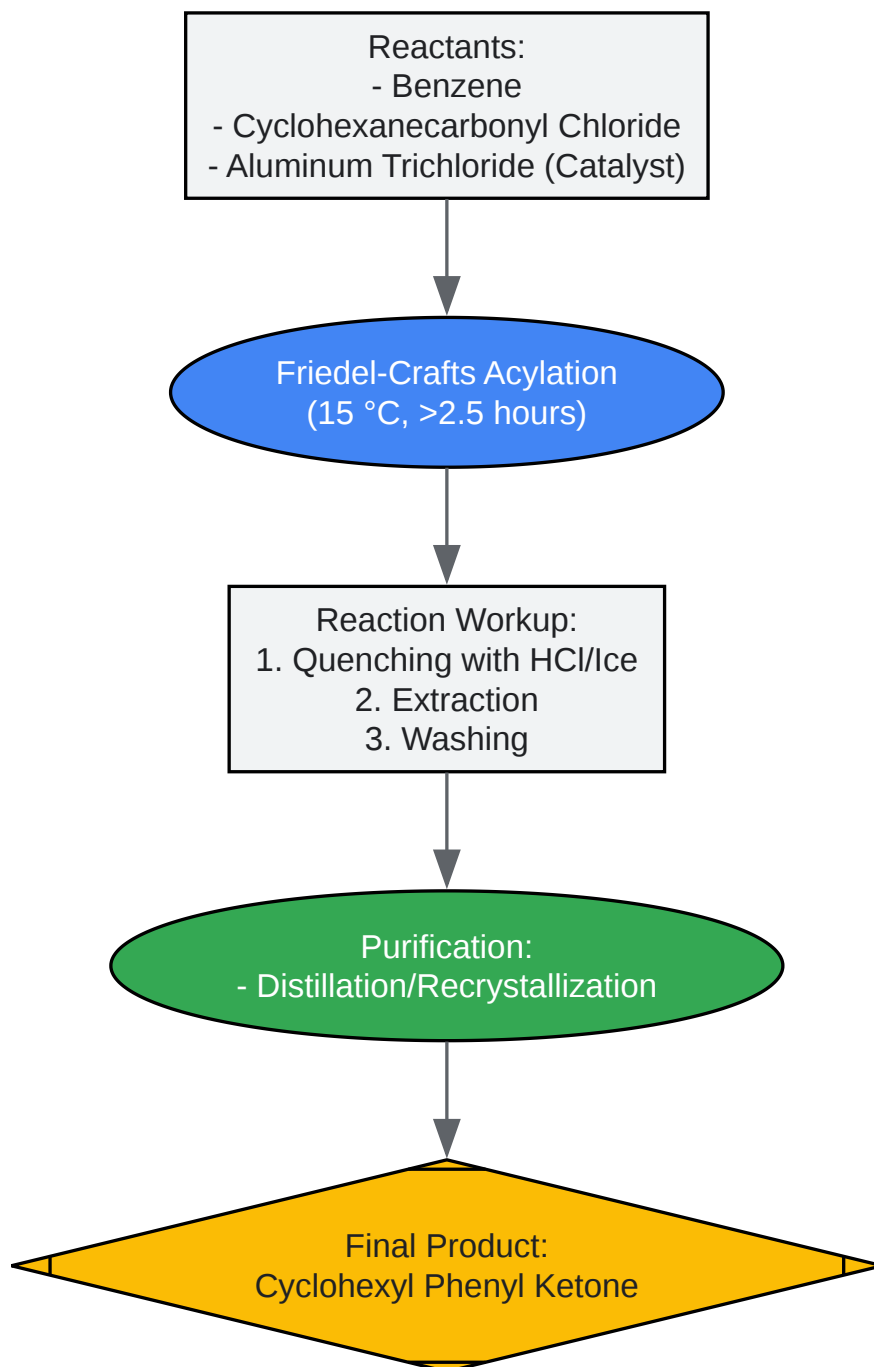 Reactants:
- Benzene
- Cyclohexanecarbonyl Chloride
- Aluminum Trichloride (Catalyst)
Friedel-Crafts Acylation
(15 °C, >2.5 hours)
Reaction Workup:
1. Quenching with HCl/Ice
2. Extraction
3. Washing
Purification:
- Distillation/Recrystallization
Final Product:
Cyclohexyl Phenyl Ketone